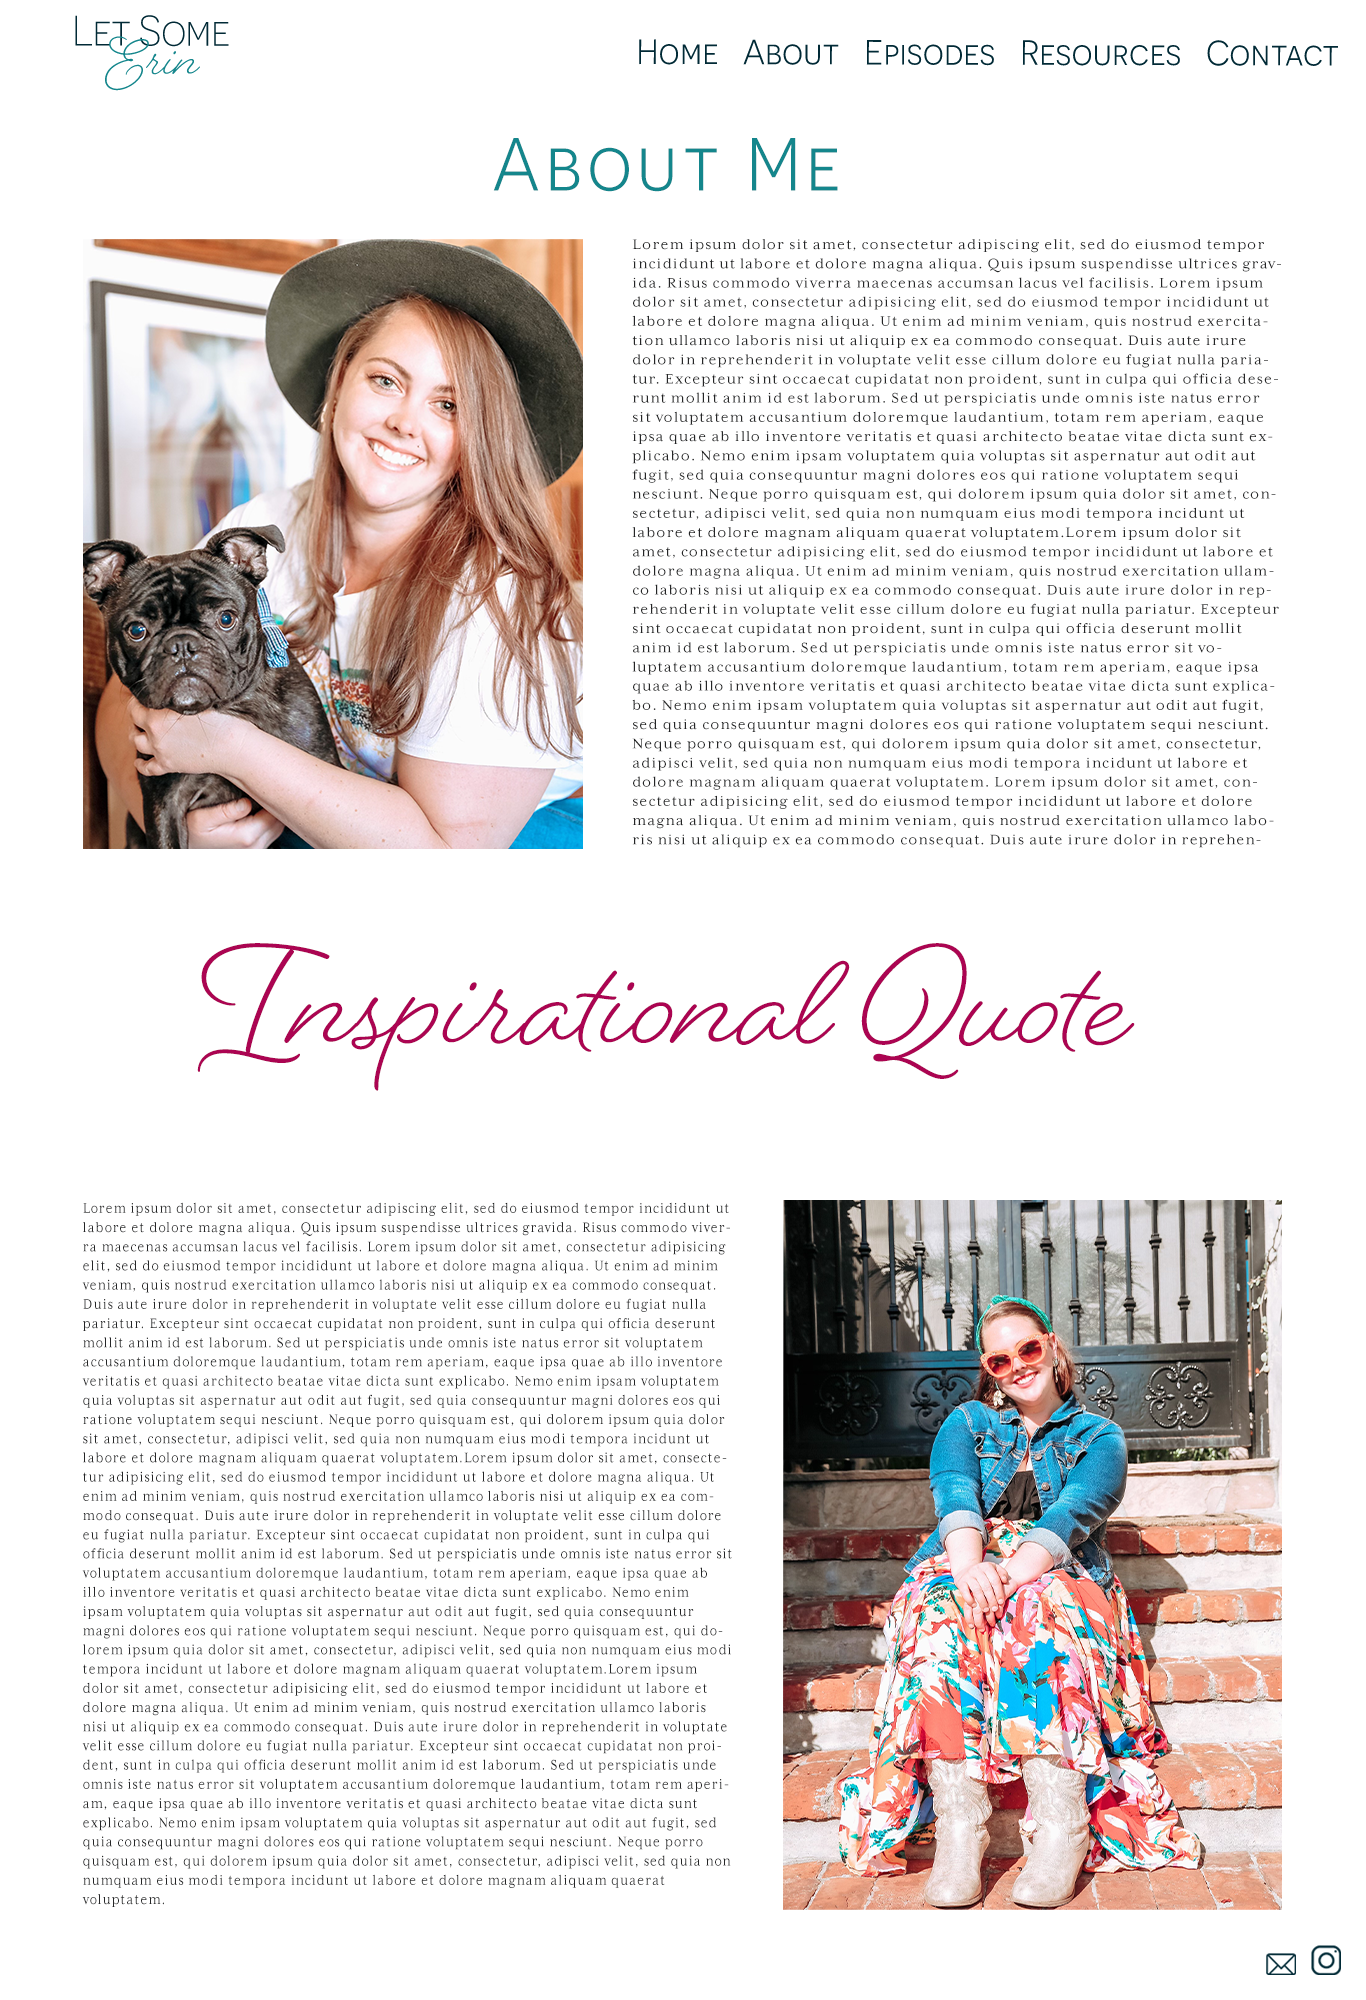 LET SOME
Erin
HOME ABOUT EPISODES RESOURCES CONTACT
ABOUT ME
Lorem ipsum dolor sit amet, consectetur adipiscing elit, sed do eiusmod tempor
incididunt ut labore et dolore magna aliqua. Quis ipsum suspendisse ultrices grav-
ida. Risus commodo viverra maecenas accumsan lacus vel facilisis. Lorem ipsum
dolor sit amet, consectetur adipisicing elit, sed do eiusmod tempor incididunt ut
labore et dolore magna aliqua. Ut enim ad minim veniam, quis nostrud exercita-
tion ullamco laboris nisi ut aliquip ex ea commodo consequat. Duis aute irure
dolor in reprehenderit in voluptate velit esse cillum dolore eu fugiat nulla paria-
tur. Excepteur sint occaecat cupidatat non proident, sunt in culpa qui officia dese-
runt mollit anim id est laborum. Sed ut perspiciatis unde omnis iste natus error
sit voluptatem accusantium doloremque laudantium, totam rem aperiam, eaque
ipsa quae ab illo inventore veritatis et quasi architecto beatae vitae dicta sunt ex-
plicabo. Nemo enim ipsam voluptatem quia voluptas sit aspernatur aut odit aut
fugit, sed quia consequuntur magni dolores eos qui ratione voluptatem sequi
nesciunt. Neque porro quisquam est, qui dolorem ipsum quia dolor sit amet, con-
sectetur, adipisci velit, sed quia non numquam eius modi tempora incidunt ut
labore et dolore magnam aliquam quaerat voluptatem.Lorem ipsum dolor sit
amet, consectetur adipisicing elit, sed do eiusmod tempor incididunt ut labore et
dolore magna aliqua. Ut enim ad minim veniam, quis nostrud exercitation ullam-
co laboris nisi ut aliquip ex ea commodo consequat. Duis aute irure dolor in rep-
rehenderit in voluptate velit esse cillum dolore eu fugiat nulla pariatur. Excepteur
sint occaecat cupidatat non proident, sunt in culpa qui officia deserunt mollit
anim id est laborum. Sed ut perspiciatis unde omnis iste natus error sit vo-
luptatem accusantium doloremque laudantium, totam rem aperiam, eaque ipsa
quae ab illo inventore veritatis et quasi architecto beatae vitae dicta sunt explica-
bo. Nemo enim ipsam voluptatem quia voluptas sit aspernatur aut odit aut fugit,
sed quia consequuntur magni dolores eos qui ratione voluptatem sequi nesciunt.
Neque porro quisquam est, qui dolorem ipsum quia dolor sit amet, consectetur,
adipisci velit, sed quia non numquam eius modi tempora incidunt ut labore et
dolore magnam aliquam quaerat voluptatem. Lorem ipsum dolor sit amet, con-
sectetur adipisicing elit, sed do eiusmod tempor incididunt ut labore et dolore
magna aliqua. Ut enim ad minim veniam, quis nostrud exercitation ullamco labo-
ris nisi ut aliquip ex ea commodo consequat. Duis aute irure dolor in reprehen-
Inspirational Quote
Lorem ipsum dolor sit amet, consectetur adipiscing elit, sed do eiusmod tempor incididunt ut
labore et dolore magna aliqua. Quis ipsum suspendisse ultrices gravida. Risus commodo viver-
ra maecenas accumsan lacus vel facilisis. Lorem ipsum dolor sit amet, consectetur adipisicing
elit, sed do eiusmod tempor incididunt ut labore et dolore magna aliqua. Ut enim ad minim
veniam, quis nostrud exercitation ullamco laboris nisi ut aliquip ex ea commodo consequat.
Duis aute irure dolor in reprehenderit in voluptate velit esse cillum dolore eu fugiat nulla
pariatur. Excepteur sint occaecat cupidatat non proident, sunt in culpa qui officia deserunt
mollit anim id est laborum. Sed ut perspiciatis unde omnis iste natus error sit voluptatem
accusantium doloremque laudantium, totam rem aperiam, eaque ipsa quae ab illo inventore
veritatis et quasi architecto beatae vitae dicta sunt explicabo. Nemo enim ipsam voluptatem
quia voluptas sit aspernatur aut odit aut fugit, sed quia consequuntur magni dolores eos qui
ratione voluptatem sequi nesciunt. Neque porro quisquam est, qui dolorem ipsum quia dolor
sit amet, consectetur, adipisci velit, sed quia non numquam eius modi tempora incidunt ut
labore et dolore magnam aliquam quaerat voluptatem.Lorem ipsum dolor sit amet, consecte-
tur adipisicing elit, sed do eiusmod tempor incididunt ut labore et dolore magna aliqua. Ut
enim ad minim veniam, quis nostrud exercitation ullamco laboris nisi ut aliquip ex ea com-
modo consequat. Duis aute irure dolor in reprehenderit in voluptate velit esse cillum dolore
eu fugiat nulla pariatur. Excepteur sint occaecat cupidatat non proident, sunt in culpa qui
officia deserunt mollit anim id est laborum. Sed ut perspiciatis unde omnis iste natus error sit
voluptatem accusantium doloremque laudantium, totam rem aperiam, eaque ipsa quae ab
illo inventore veritatis et quasi architecto beatae vitae dicta sunt explicabo. Nemo enim
ipsam voluptatem quia voluptas sit aspernatur aut odit aut fugit, sed quia consequuntur
magni dolores eos qui ratione voluptatem sequi nesciunt. Neque porro quisquam est, qui do-
lorem ipsum quia dolor sit amet, consectetur, adipisci velit, sed quia non numquam eius modi
tempora incidunt ut labore et dolore magnam aliquam quaerat voluptatem.Lorem ipsum
dolor sit amet, consectetur adipisicing elit, sed do eiusmod tempor incididunt ut labore et
dolore magna aliqua. Ut enim ad minim veniam, quis nostrud exercitation ullamco laboris
nisi ut aliquip ex ea commodo consequat. Duis aute irure dolor in reprehenderit in voluptate
velit esse cillum dolore eu fugiat nulla pariatur. Excepteur sint occaecat cupidatat non proi-
dent, sunt in culpa qui officia deserunt mollit anim id est laborum. Sed ut perspiciatis unde
omnis iste natus error sit voluptatem accusantium doloremque laudantium, totam rem aperi-
am, eaque ipsa quae ab illo inventore veritatis et quasi architecto beatae vitae dicta sunt
explicabo. Nemo enim ipsam voluptatem quia voluptas sit aspernatur aut odit aut fugit, sed
quia consequuntur magni dolores eos qui ratione voluptatem sequi nesciunt. Neque porro
quisquam est, qui dolorem ipsum quia dolor sit amet, consectetur, adipisci velit, sed quia non
numquam eius modi tempora incidunt ut labore et dolore magnam aliquam quaerat
voluptatem.